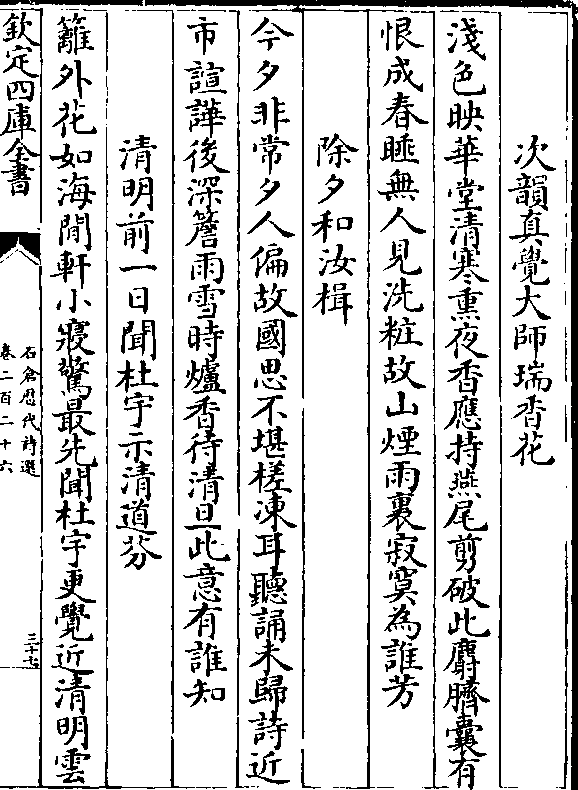 次韻真覺大師瑞香花
淺色映華堂清寒熏夜香應持燕尾剪破此麝臍囊有
恨成春睡無人見洗粧故山煙雨裏寂寞為誰芳
除夕和汝楫
今夕非常夕人偏故國思不堪槎凍耳聽誦未歸詩近
市諠譁後深簷雨雪時爐香待清旦此意有誰知
清明前一日聞杜宇示清道芬
籬外花如海閒軒小寢驚最先聞杜宇更覺近清明雲
欽定四庫全書
石倉歷代詩選
卷二百二十六
三十七